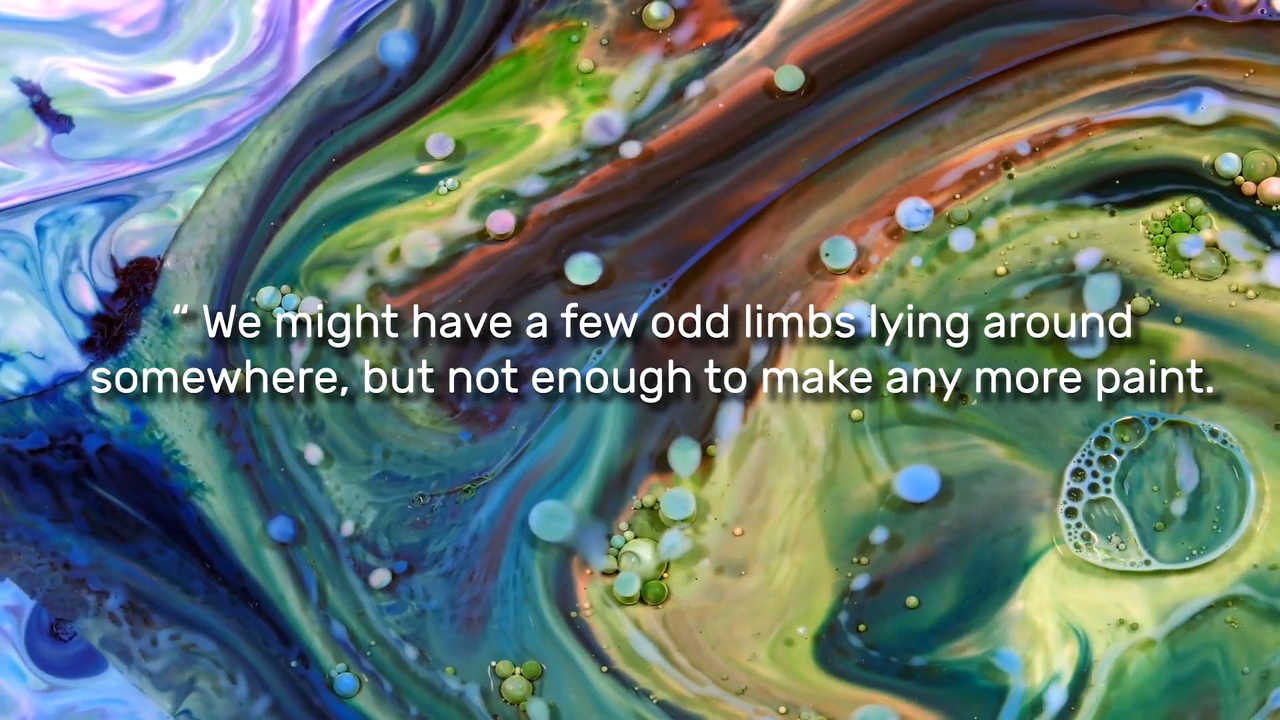 “ We might have a few odd limbs lying around
somewhere, but not enough to make any more paint.